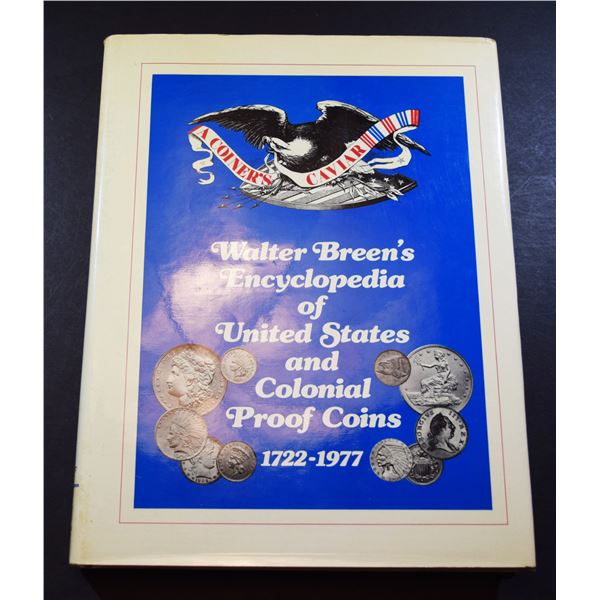 A COINER'S CAVIAR
Walter Breen's
Encyclopedia
of
United States
and
Colonial
Proof Coins
1722-1977